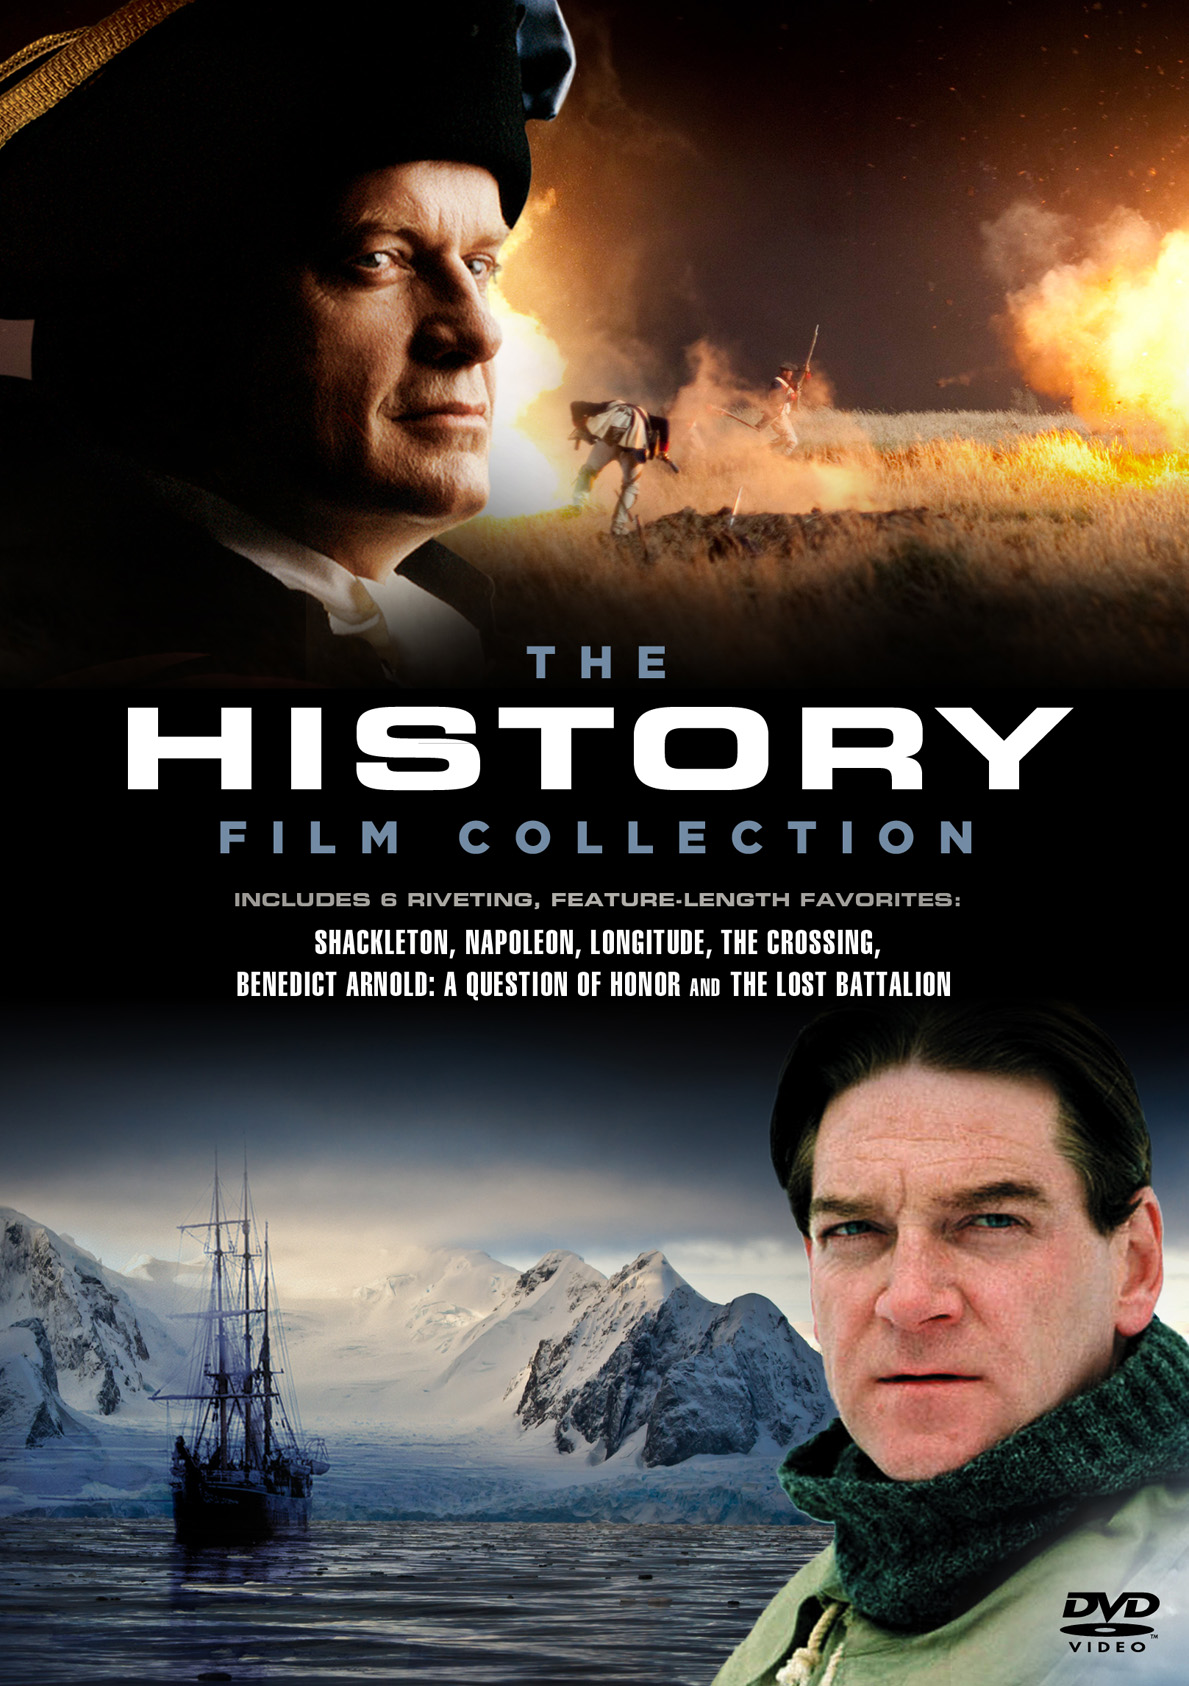 THE
HISTORY
FILM COLLECTION
INCLUDES 6 RIVETING, FEATURE-LENGTH FAVORITES:
SHACKLETON, NAPOLEON, LONGITUDE, THE CROSSING,
BENEDICT ARNOLD: A QUESTION OF HONOR AND THE LOST BATTALION
DVD
VIDEO™